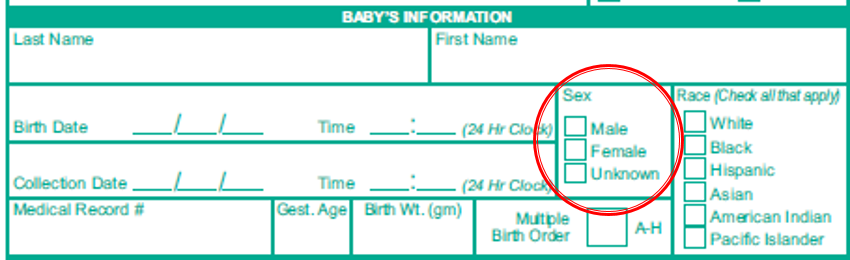 BABY'S INFORMATION
Last Name
First Name
Birth Date ___/___/___ Time ___:___ (24 Hr Clock)
Collection Date ___/___/___ Time ___:___ (24 Hr Clock)
Sex
Male
Female
Unknown
Race (Check all that apply)
White
Black
Hispanic
Asian
American Indian
Pacific Islander
Medical Record #
Gest. Age
Birth Wt. (gm)
Multiple
Birth Order
A-H